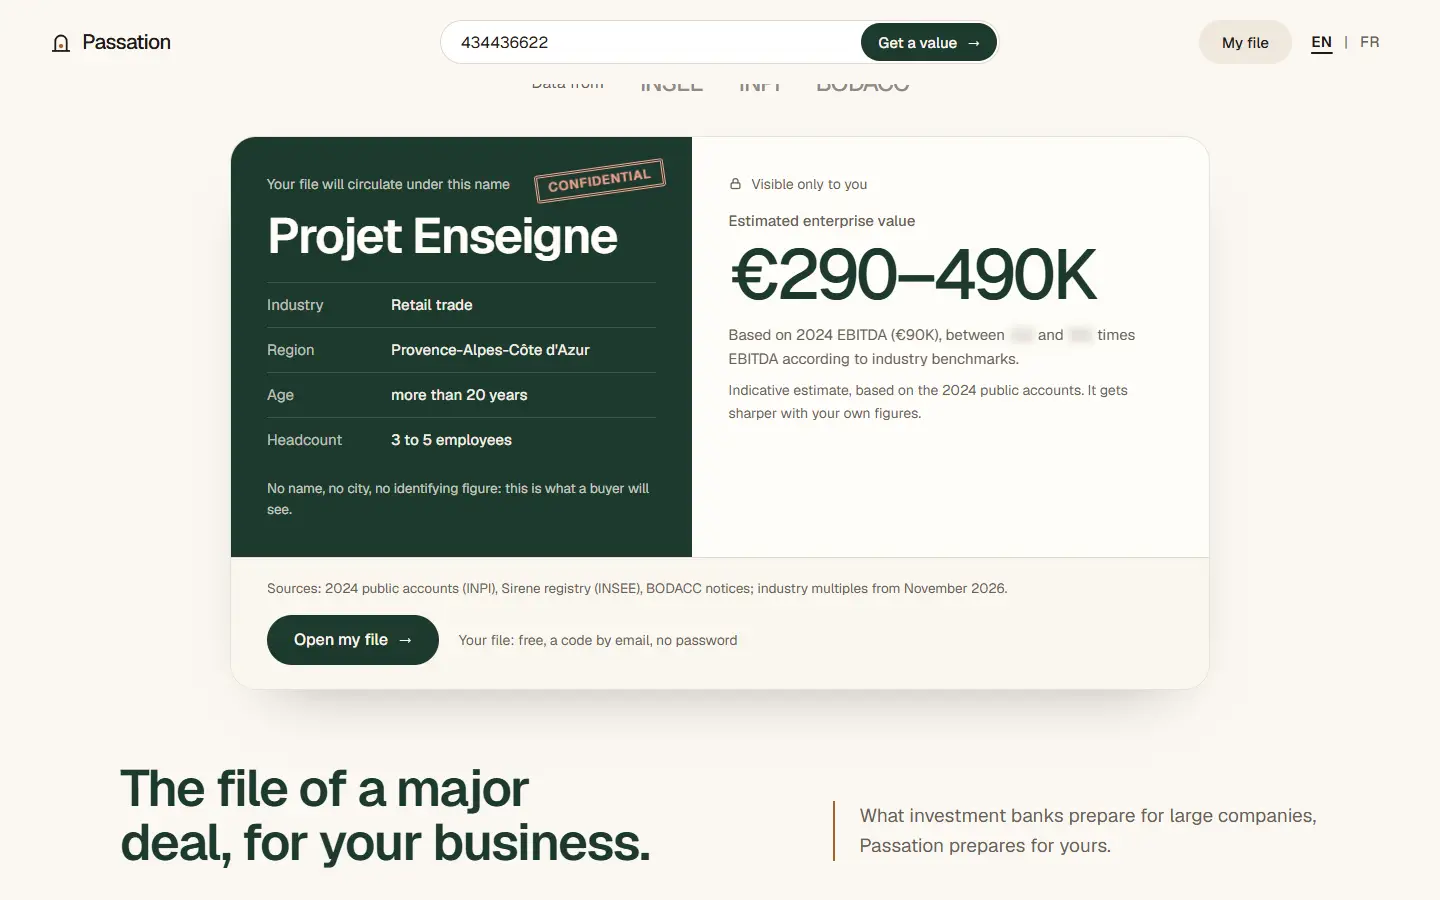 Passation
434436622
Get a value →
My file
EN | FR
Data from INSEE INPI BODACC
Your file will circulate under this name
CONFIDENTIAL
Projet Enseigne
Industry Retail trade
Region Provence-Alpes-Côte d'Azur
Age more than 20 years
Headcount 3 to 5 employees
No name, no city, no identifying figure: this is what a buyer will
see.
Visible only to you
Estimated enterprise value
€290–490K
Based on 2024 EBITDA (€90K), between and times
EBITDA according to industry benchmarks.
Indicative estimate, based on the 2024 public accounts. It gets
sharper with your own figures.
Sources: 2024 public accounts (INPI), Sirene registry (INSEE), BODACC notices; industry multiples from November 2026.
Open my file →
Your file: free, a code by email, no password
The file of a major
deal, for your business.
What investment banks prepare for large companies,
Passation prepares for yours.